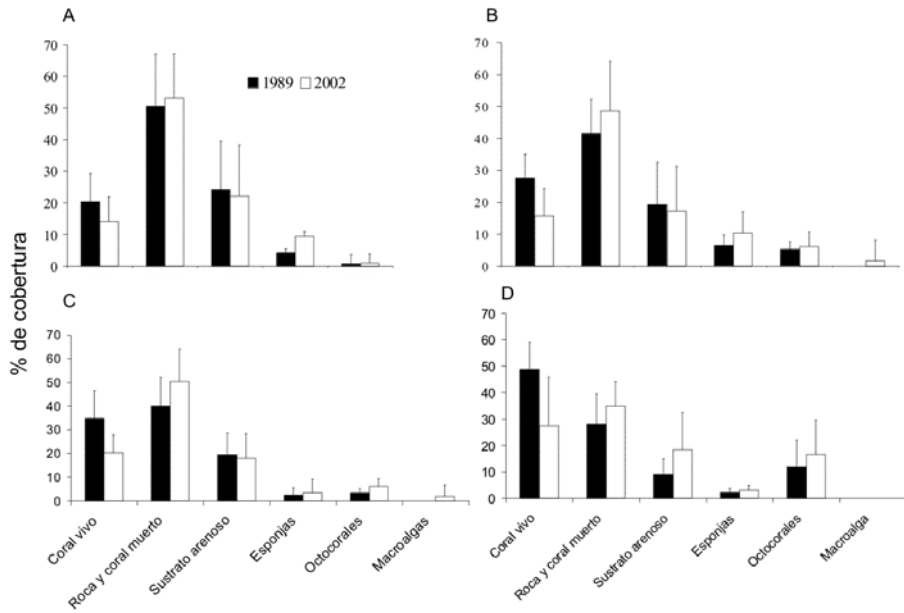 A
B
70
60
50
40
30
20
10
0
1989
2002
70
60
50
40
30
20
10
0
% de cobertura
C
D
70
60
50
40
30
20
10
0
Coral vivo
Roca y coral muerto
Sustrato arenoso
Esponjas
Octocorales
Macroalgas
70
60
50
40
30
20
10
0
Coral vivo
Roca y coral muerto
Sustrato arenoso
Esponjas
Octocorales
Macroalga